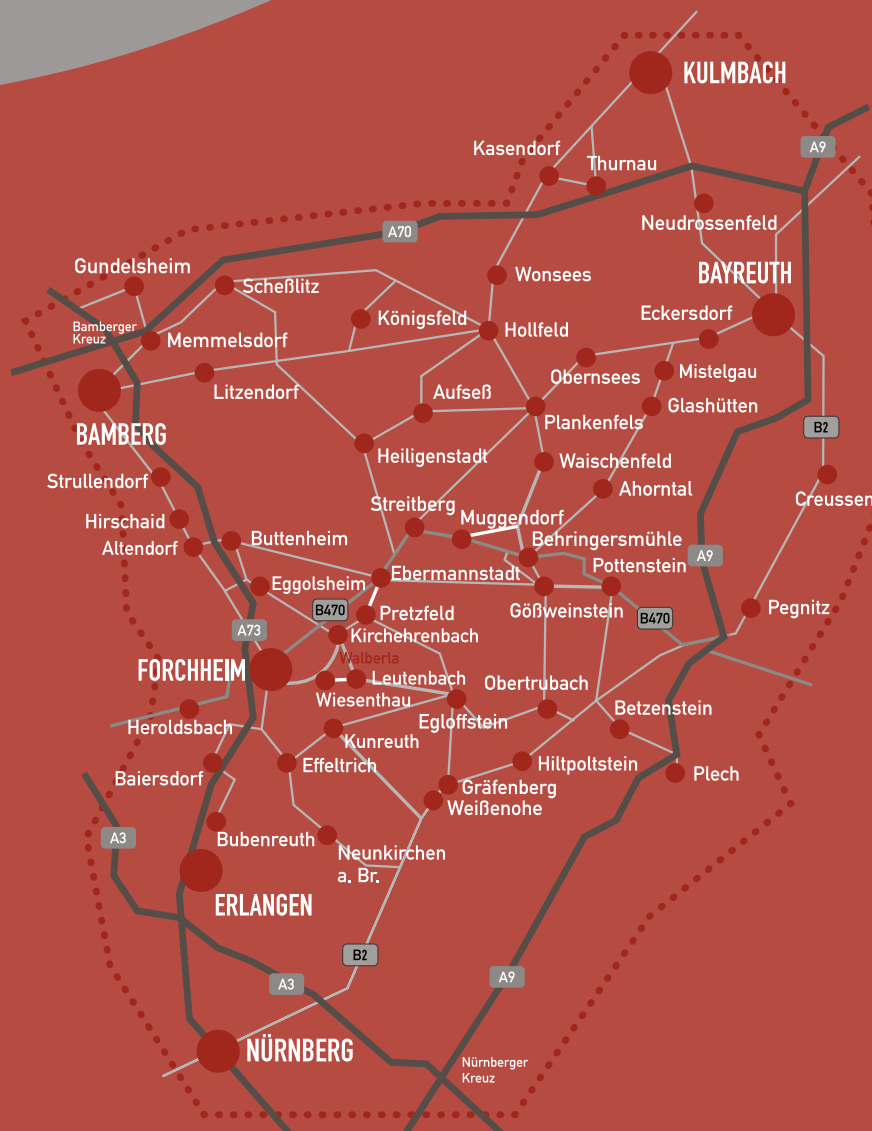 KULMBACH
A9
Kasendorf
Thurnau
Neudrossenfeld
A70
Gundelsheim
Scheßlitz
Wonsees
BAYREUTH
Bamberger
Kreuz
Memmelsdorf
Königsfeld
Hollfeld
Eckersdorf
Obernsees
Mistelgau
Litzendorf
Aufseß
Glashütten
Plankenfels
BAMBERG
B2
Heiligenstadt
Waischenfeld
Strullendorf
Ahorntal
Creussen
Streitberg
Muggendorf
Hirschaid
Altendorf
Buttenheim
Behringersmühle
A9
Pottenstein
Eggolsheim
Ebermannstadt
B470
Pretzfeld
Gößweinstein
B470
Pegnitz
A73
Kirchehrenbach
Walberla
FORCHHEIM
Leutenbach
Obertrubach
Wiesenthau
Betzenstein
Heroldsbach
Egloffstein
Kunreuth
Effeltrich
Hiltpoltstein
Plech
Baiersdorf
Gräfenberg
Weißenohe
A3
Bubenreuth
Neunkirchen
a. Br.
ERLANGEN
B2
A3
A9
NÜRNBERG
Nürnberger
Kreuz